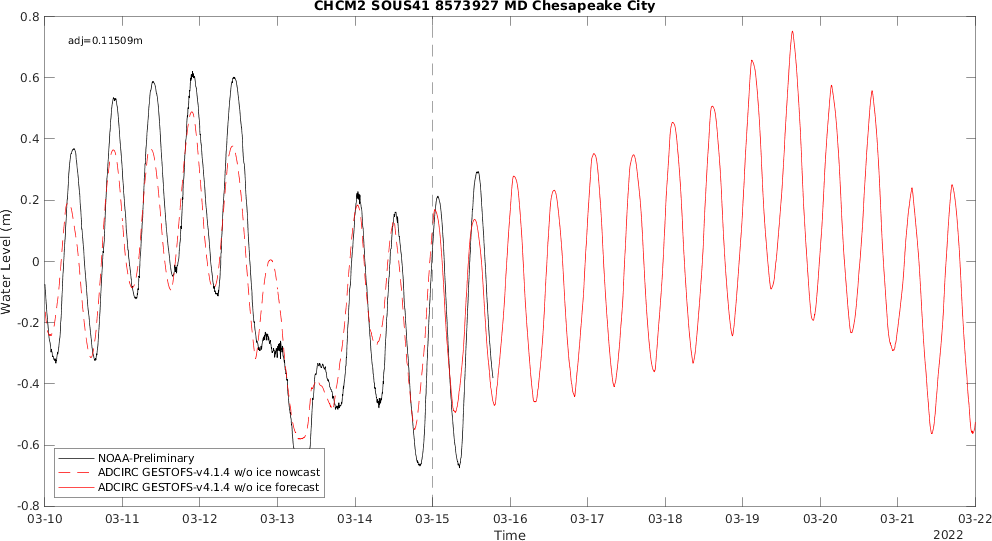 CHCM2 SOUS41 8573927 MD Chesapeake City
adj=0.11509m
0.8
0.6
0.4
0.2
0
-0.2
-0.4
-0.6
-0.8
Water Level (m)
NOAA-Preliminary
ADCIRC GESTOFS-v4.1.4 w/o ice nowcast
ADCIRC GESTOFS-v4.1.4 w/o ice forecast
03-10 03-11 03-12 03-13 03-14 03-15 03-16 03-17 03-18 03-19 03-20 03-21 03-22
Time
2022